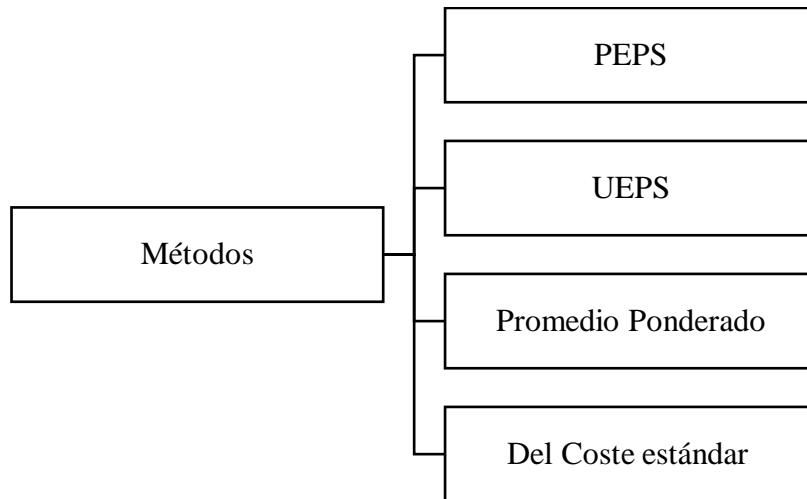 Métodos
PEPS
UEPS
Promedio Ponderado
Del Coste estándar